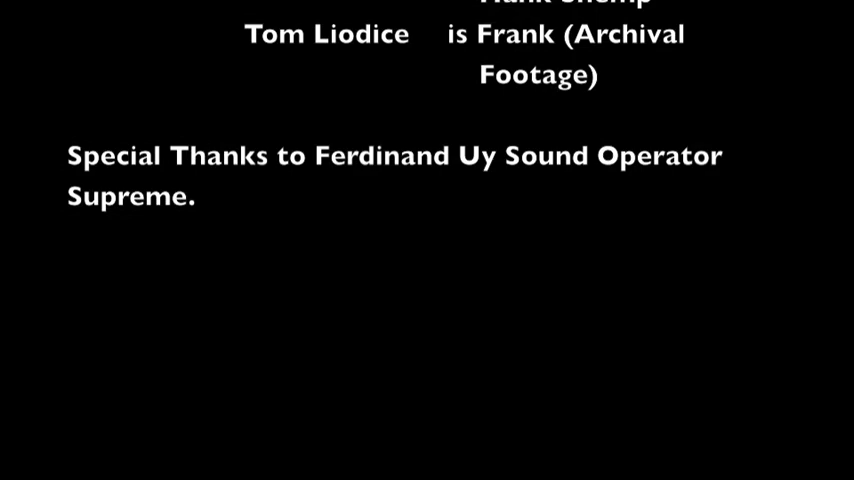 Tom Liodice is Frank (Archival
Footage)
Special Thanks to Ferdinand Uy Sound Operator
Supreme.